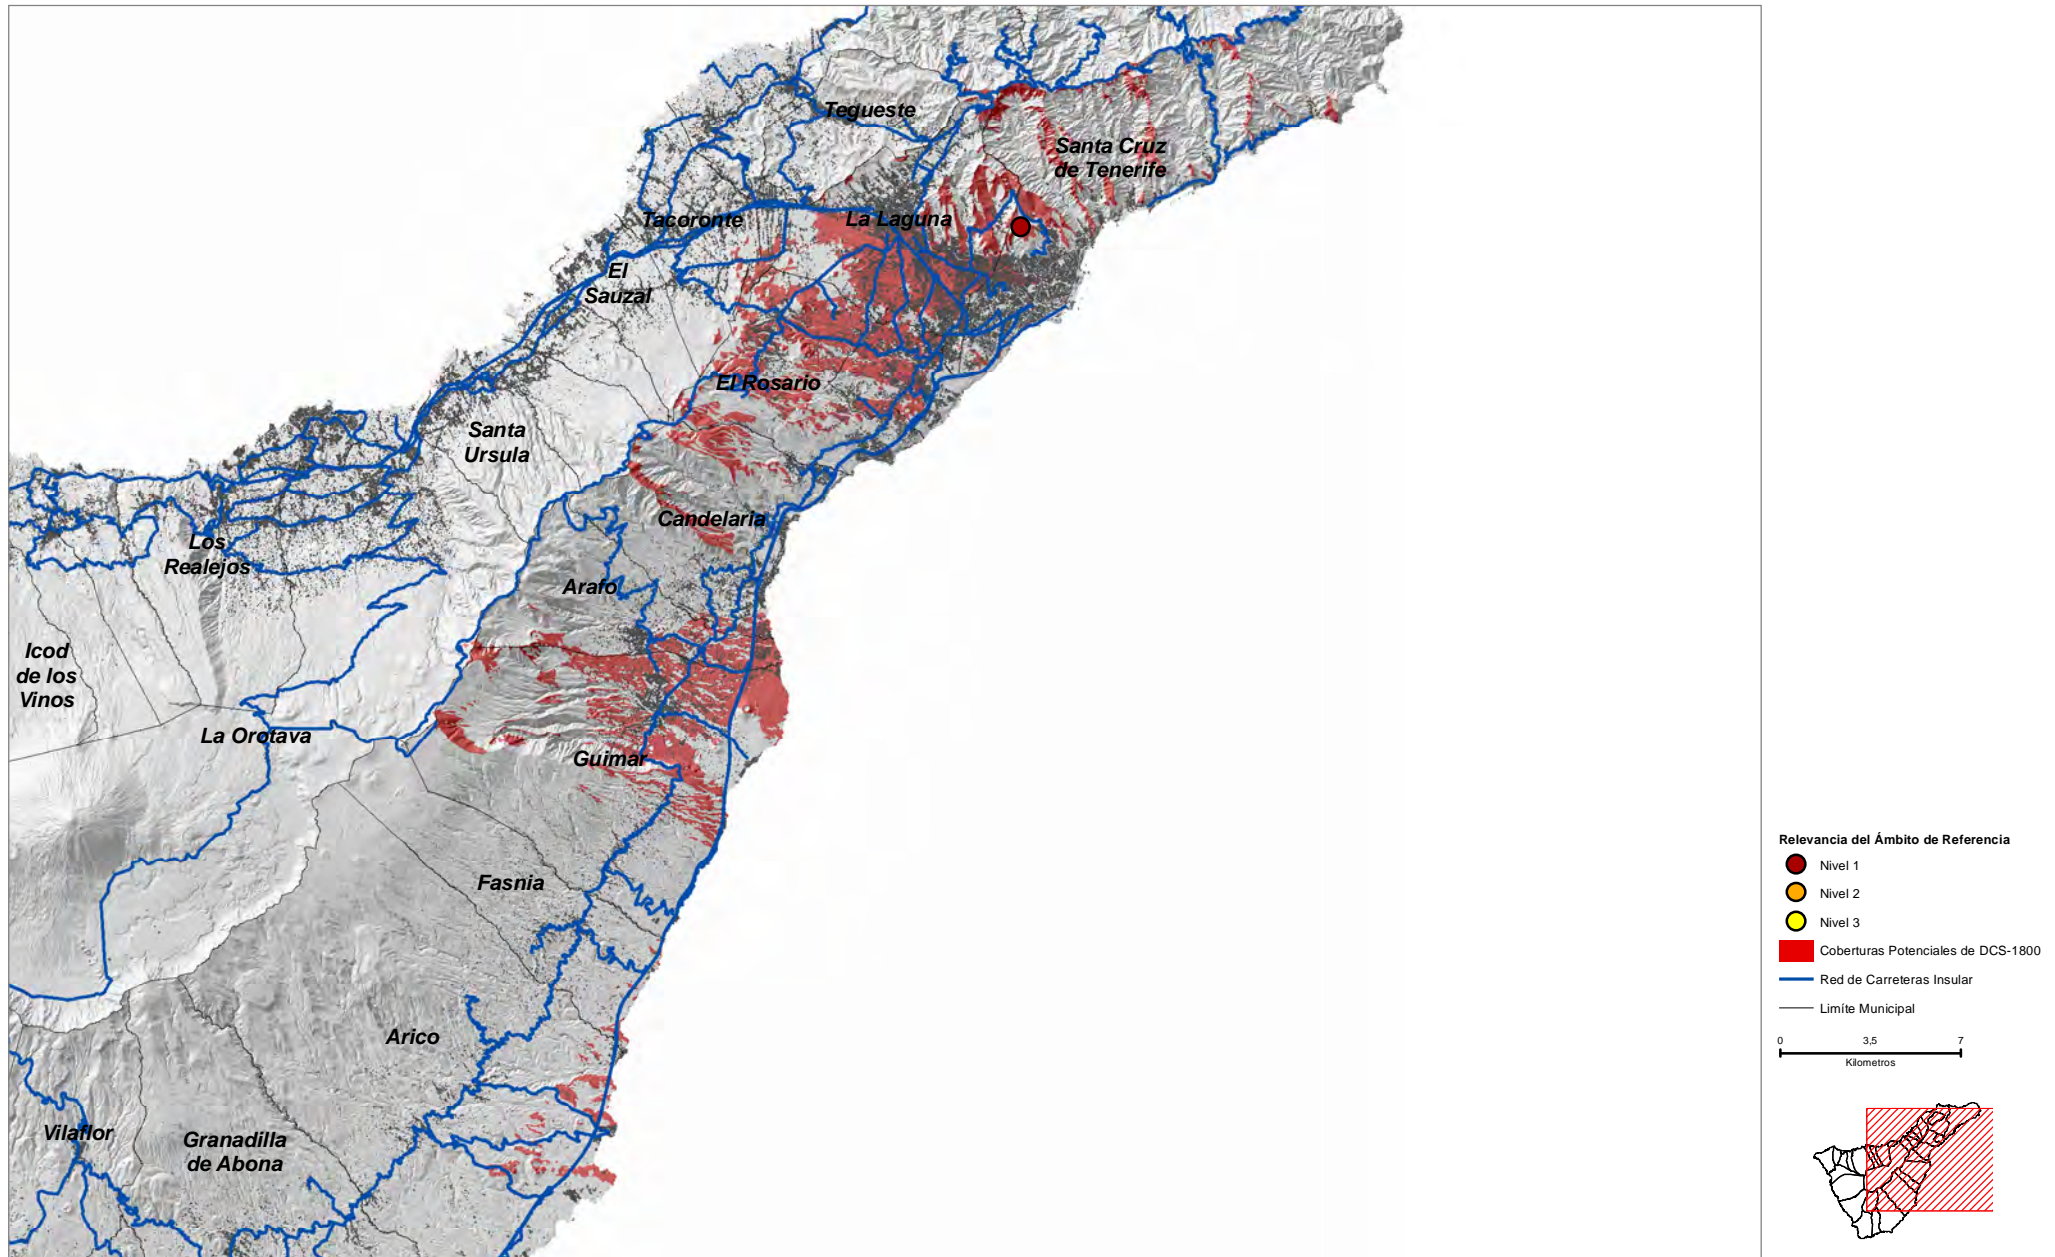 Tegueste
Santa Cruz
de Tenerife
Tacoronte
La Laguna
El
Sauzal
El Rosario
Santa
Ursula
Candelaria
Los
Realejos
Arafo
Icod
de los
Vinos
La Orotava
Guimar
Fasnia
Arico
Vilaflor
Granadilla
de Abona
Relevancia del Ámbito de Referencia
Nivel 1
Nivel 2
Nivel 3
Coberturas Potenciales de DCS-1800
Red de Carreteras Insular
Limíte Municipal
0 3,5 7
Kilometros